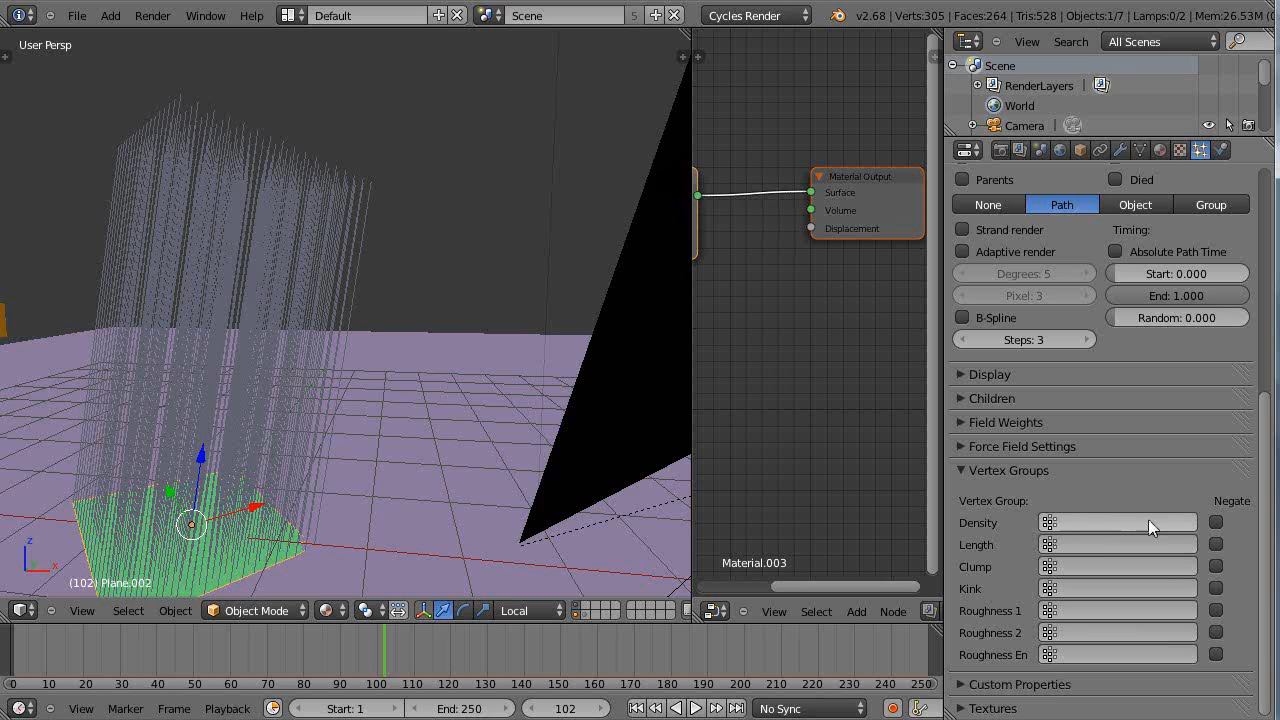 File Render Window Help Default Scene 5 Cycles Render v2.68 | Verts:305 | Faces:264 | Tris:528 | Objects:1/7 | Lamps:0/2 | Mem:26.53M
User Persp
View Search All Scenes
Scene
RenderLayers |
World
Camera |
Material Output
Surface
Volume
Displacement
Parents Died
None Path Object Group
Strand render Timing:
Adaptive render Absolute Path Time
Degrees: 5 Start: 0.000
Pixel: 3 End: 1.000
B-Spline Random: 0.000
Steps: 3
Display
Children
Field Weights
Force Field Settings
Vertex Groups
Vertex Group: Negate
Density
Length
Clump
Kink
Roughness 1
Roughness 2
Roughness En
Custom Properties
Textures
z
x
(102) Plane.002
Material.003
View Select Object Object Mode Local
View Select Add Node
0 10 20 30 40 50 60 70 80 90 100 110 120 130 140 150 160 170 180 190 200 210 220 230 240 250
View Marker Frame Playback Start: 1 End: 250 102 No Sync